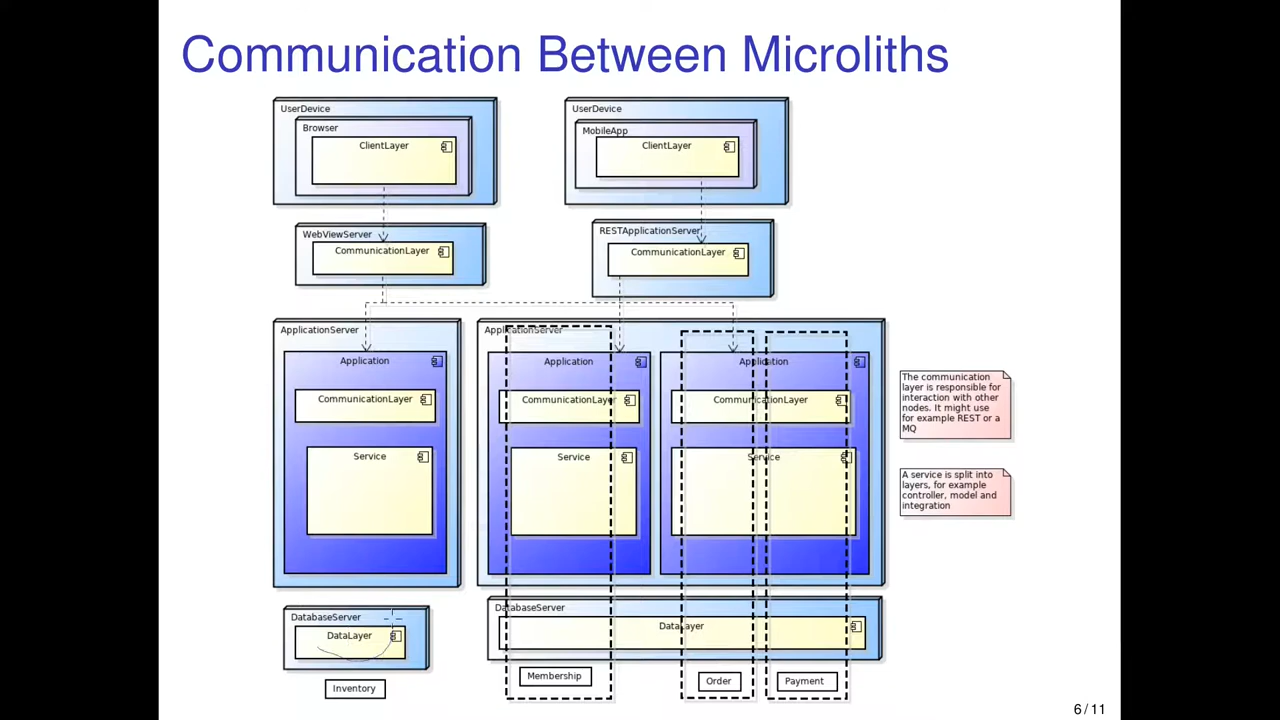 Communication Between Microliths
UserDevice
Browser
ClientLayer
UserDevice
MobileApp
ClientLayer
WebViewServer
CommunicationLayer
RESTApplicationServer
CommunicationLayer
ApplicationServer
Application
CommunicationLayer
Service
ApplicationServer
Application
CommunicationLayer
Service
Application
CommunicationLayer
Service
The communication
layer is responsible for
interaction with other
nodes. It might use
for example REST or a
MQ
A service is split into
layers, for example
controller, model and
integration
DatabaseServer
DataLayer
DatabaseServer
DataLayer
Inventory
Membership
Order
Payment
6 / 11